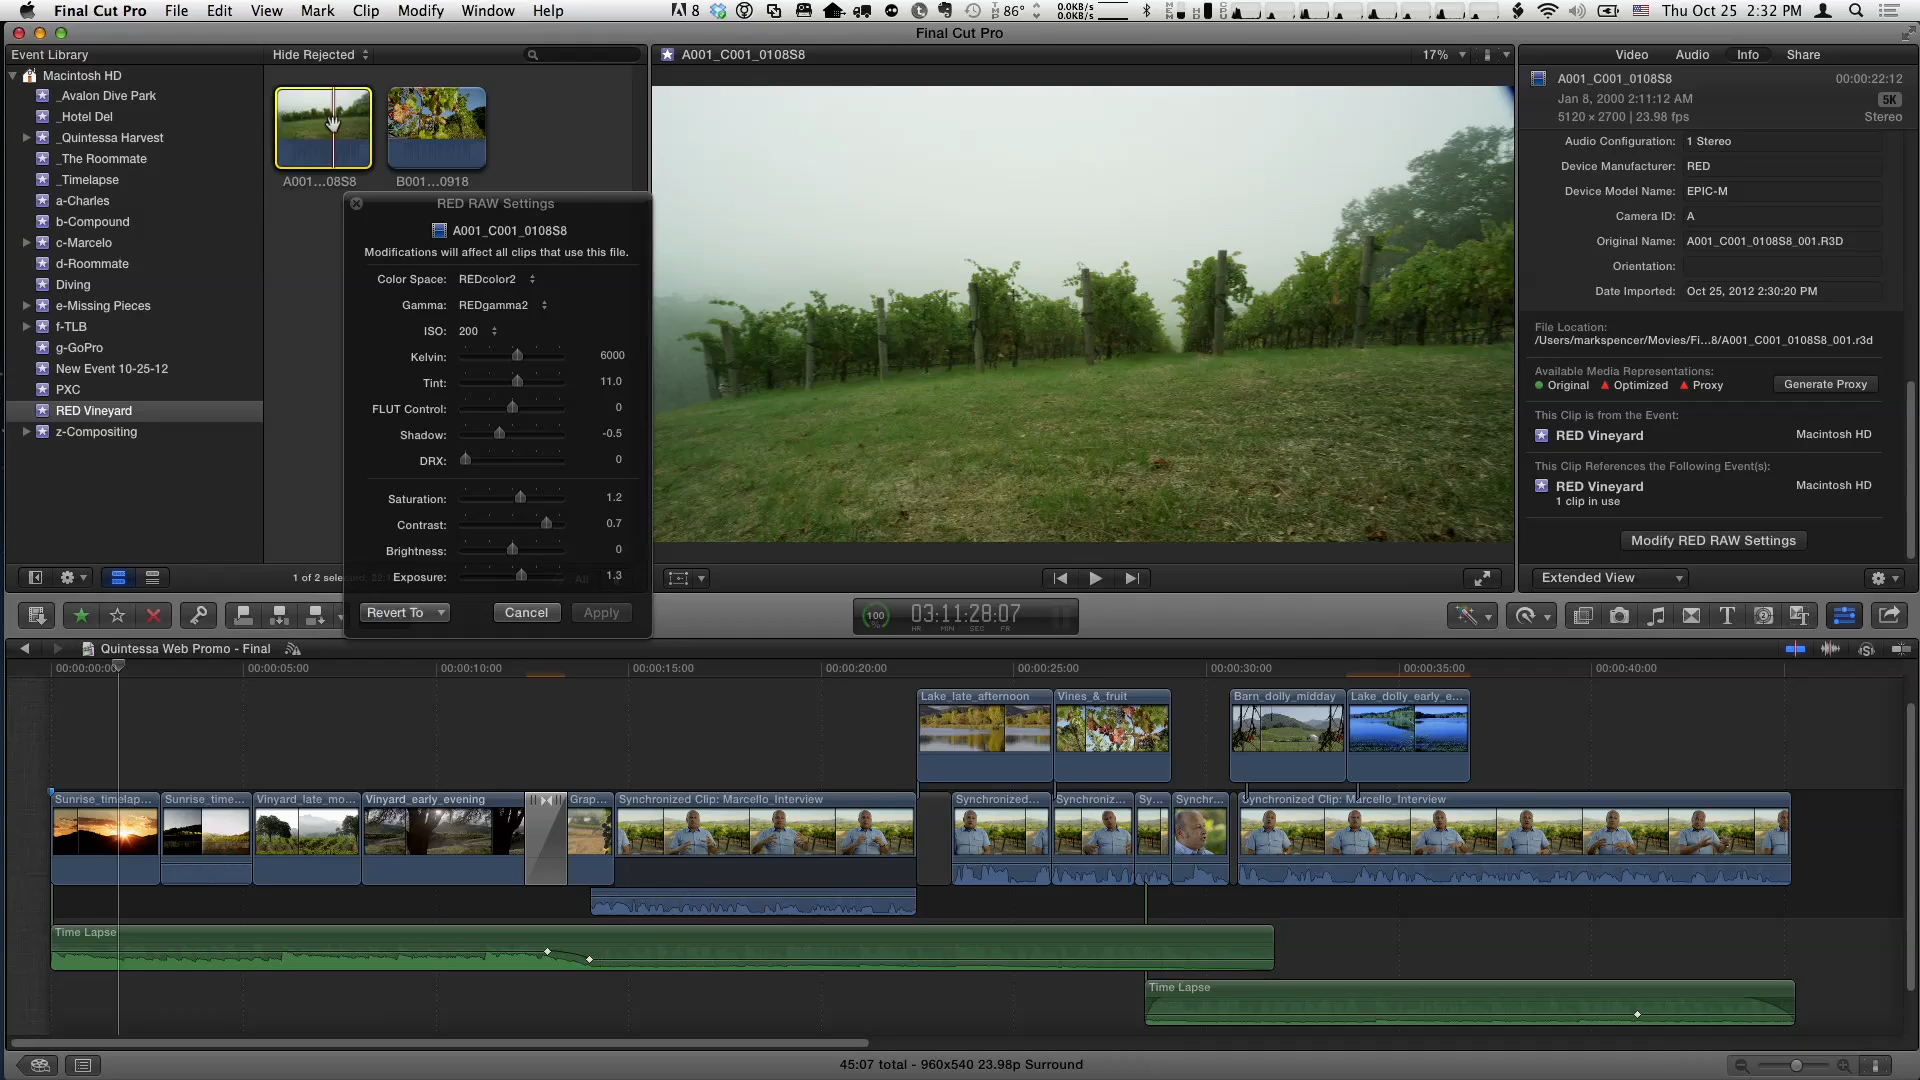 Final Cut Pro File Edit View Mark Clip Modify Window Help 8 86° 0.0KB/s 0.0KB/s Thu Oct 25 2:32 PM
Final Cut Pro
Event Library Hide Rejected
Macintosh HD
_Avalon Dive Park
_Hotel Del
_Quintessa Harvest
_The Roommate
_Timelapse
a-Charles
b-Compound
c-Marcelo
d-Roommate
Diving
e-Missing Pieces
f-TLB
g-GoPro
New Event 10-25-12
PXC
RED Vineyard
z-Compositing
A001...08S8 B001...0918
1 of 2 selected
RED RAW Settings
A001_C001_0108S8
Modifications will affect all clips that use this file.
Color Space: REDcolor2
Gamma: REDgamma2
ISO: 200
Kelvin: 6000
Tint: 11.0
FLUT Control: 0
Shadow: -0.5
DRX: 0
Saturation: 1.2
Contrast: 0.7
Brightness: 0
Exposure: 1.3
Revert To Cancel Apply
A001_C001_0108S8 17%
Video Audio Info Share
A001_C001_0108S8 00:00:22:12
Jan 8, 2000 2:11:12 AM 5K
5120 × 2700 | 23.98 fps Stereo
Audio Configuration: 1 Stereo
Device Manufacturer: RED
Device Model Name: EPIC-M
Camera ID: A
Original Name: A001_C001_0108S8_001.R3D
Orientation:
Date Imported: Oct 25, 2012 2:30:20 PM
File Location:
/Users/markspencer/Movies/Fi...8/A001_C001_0108S8_001.r3d
Available Media Representations:
Original Optimized Proxy Generate Proxy
This Clip is from the Event:
RED Vineyard Macintosh HD
This Clip References the Following Event(s):
RED Vineyard Macintosh HD
1 clip in use
Modify RED RAW Settings
Extended View
100 % 03:11:28:07
HR MIN SEC FR
Quintessa Web Promo - Final
00:00:00:00 00:00:05:00 00:00:10:00 00:00:15:00 00:00:20:00 00:00:25:00 00:00:30:00 00:00:35:00 00:00:40:00
Lake_late_afternoon Vines_&_fruit Barn_dolly_midday Lake_dolly_early_e...
Sunrise_timelap... Sunrise_time... Vinyard_late_mo... Vinyard_early_evening Grap... Synchronized Clip: Marcello_Interview Synchronized... Synchroniz... Sy... Synchr... Synchronized Clip: Marcello_Interview
Time Lapse
Time Lapse
45:07 total - 960x540 23.98p Surround